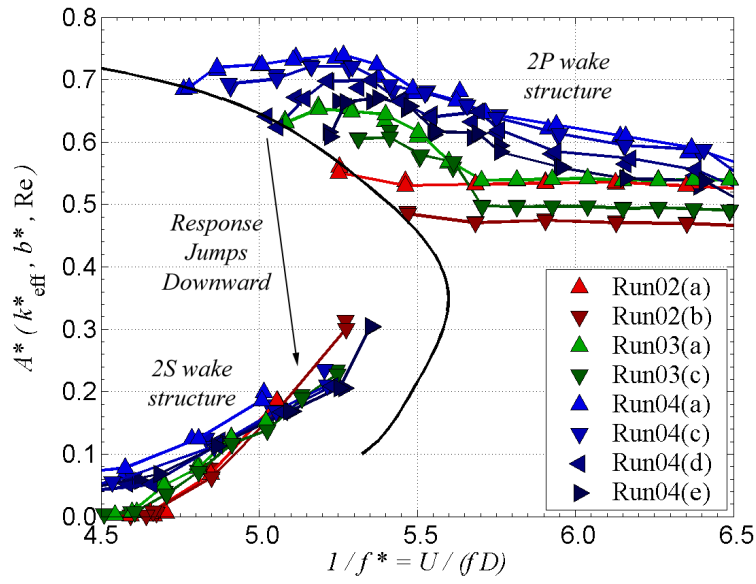 0.8
0.7
0.6
0.5
0.4
0.3
0.2
0.1
0.0
4.5
5.0
5.5
6.0
6.5
A* ( k*eff , b* , Re )
1 / f * = U / (f D)
2P wake
structure
Response
Jumps
Downward
2S wake
structure
Run02(a)
Run02(b)
Run03(a)
Run03(c)
Run04(a)
Run04(c)
Run04(d)
Run04(e)